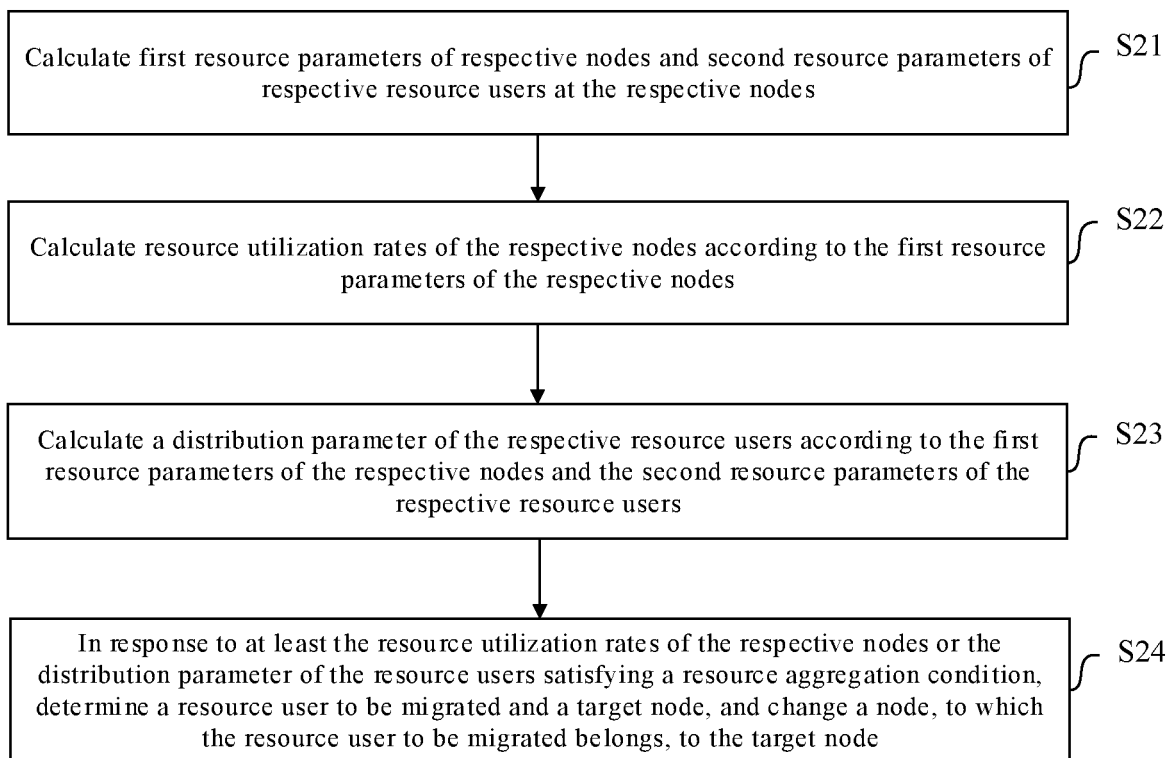 Calculate first resource parameters of respective nodes and second resource parameters of
respective resource users at the respective nodes
S21
Calculate resource utilization rates of the respective nodes according to the first resource
parameters of the respective nodes
S22
Calculate a distribution parameter of the respective resource users according to the first
resource parameters of the respective nodes and the second resource parameters of the
respective resource users
S23
In response to at least the resource utilization rates of the respective nodes or the
distribution parameter of the resource users satisfying a resource aggregation condition,
determine a resource user to be migrated and a target node, and change a node, to which
the resource user to be migrated belongs, to the target node
S24